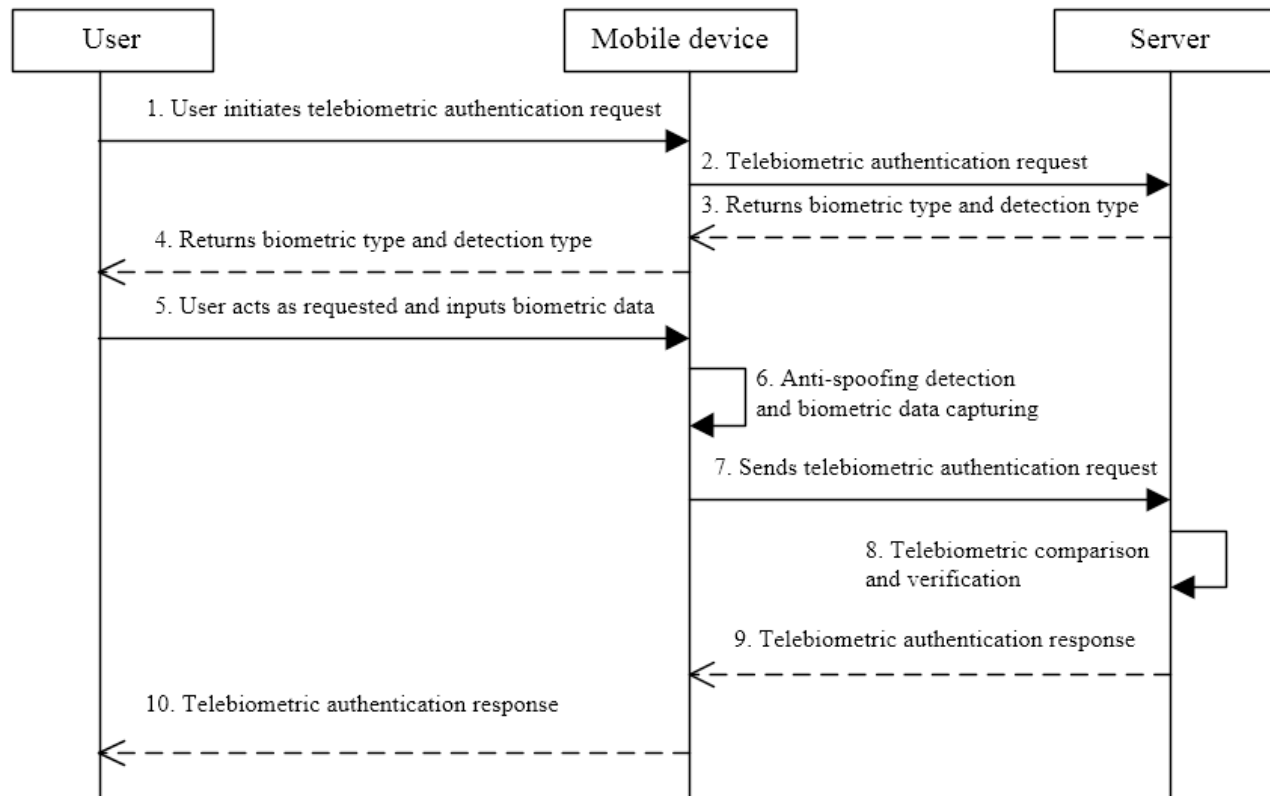 User
Mobile device
Server
1. User initiates telebiometric authentication request
2. Telebiometric authentication request
3. Returns biometric type and detection type
4. Returns biometric type and detection type
5. User acts as requested and inputs biometric data
6. Anti-spoofing detection
and biometric data capturing
7. Sends telebiometric authentication request
8. Telebiometric comparison
and verification
9. Telebiometric authentication response
10. Telebiometric authentication response